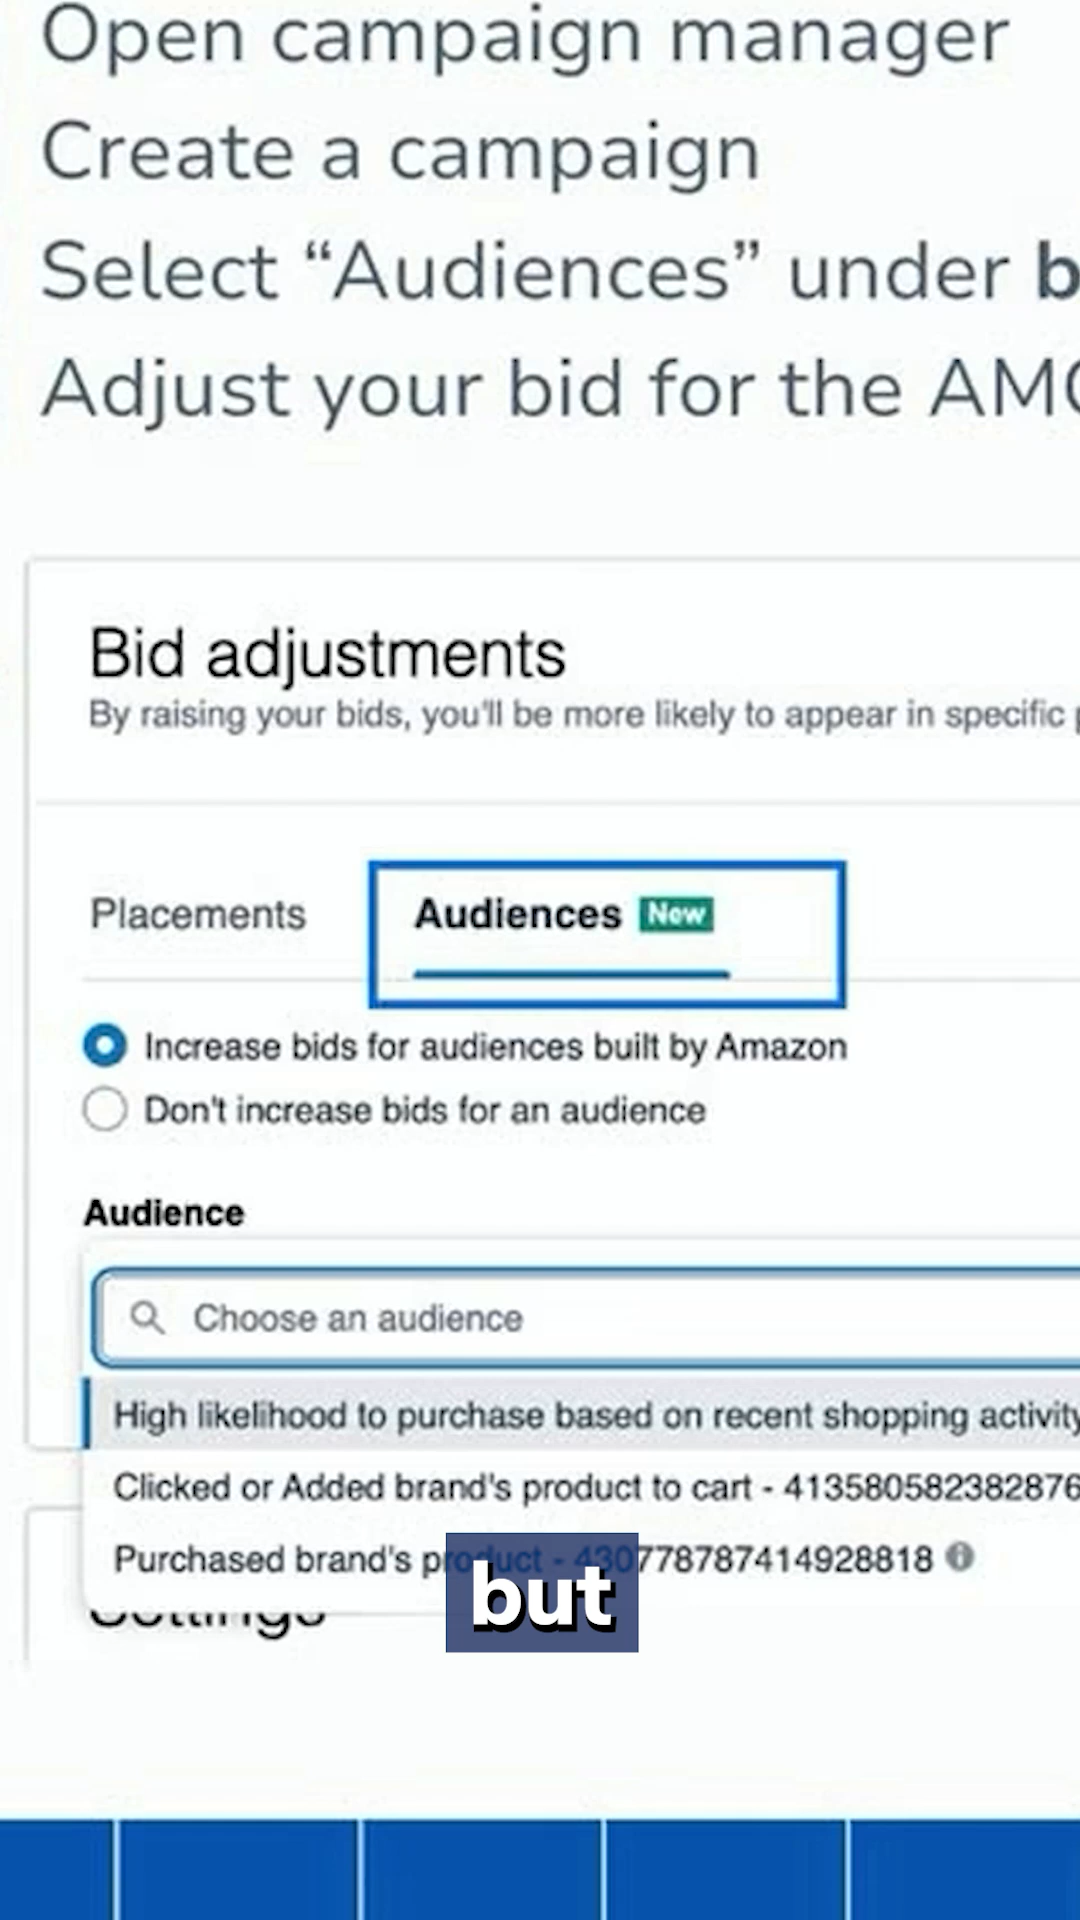 Open campaign manager
Create a campaign
Select “Audiences” under
Adjust your bid for the
Bid adjustments
By raising your bids, you'll be more likely to appear in specific
Placements
Audiences New
Increase bids for audiences built by Amazon
Don't increase bids for an audience
Audience
Choose an audience
High likelihood to purchase based on recent shopping activity
Clicked or Added brand's product to cart - 413580582382876
Purchased brand's product - 430778787414928818
but
Settings